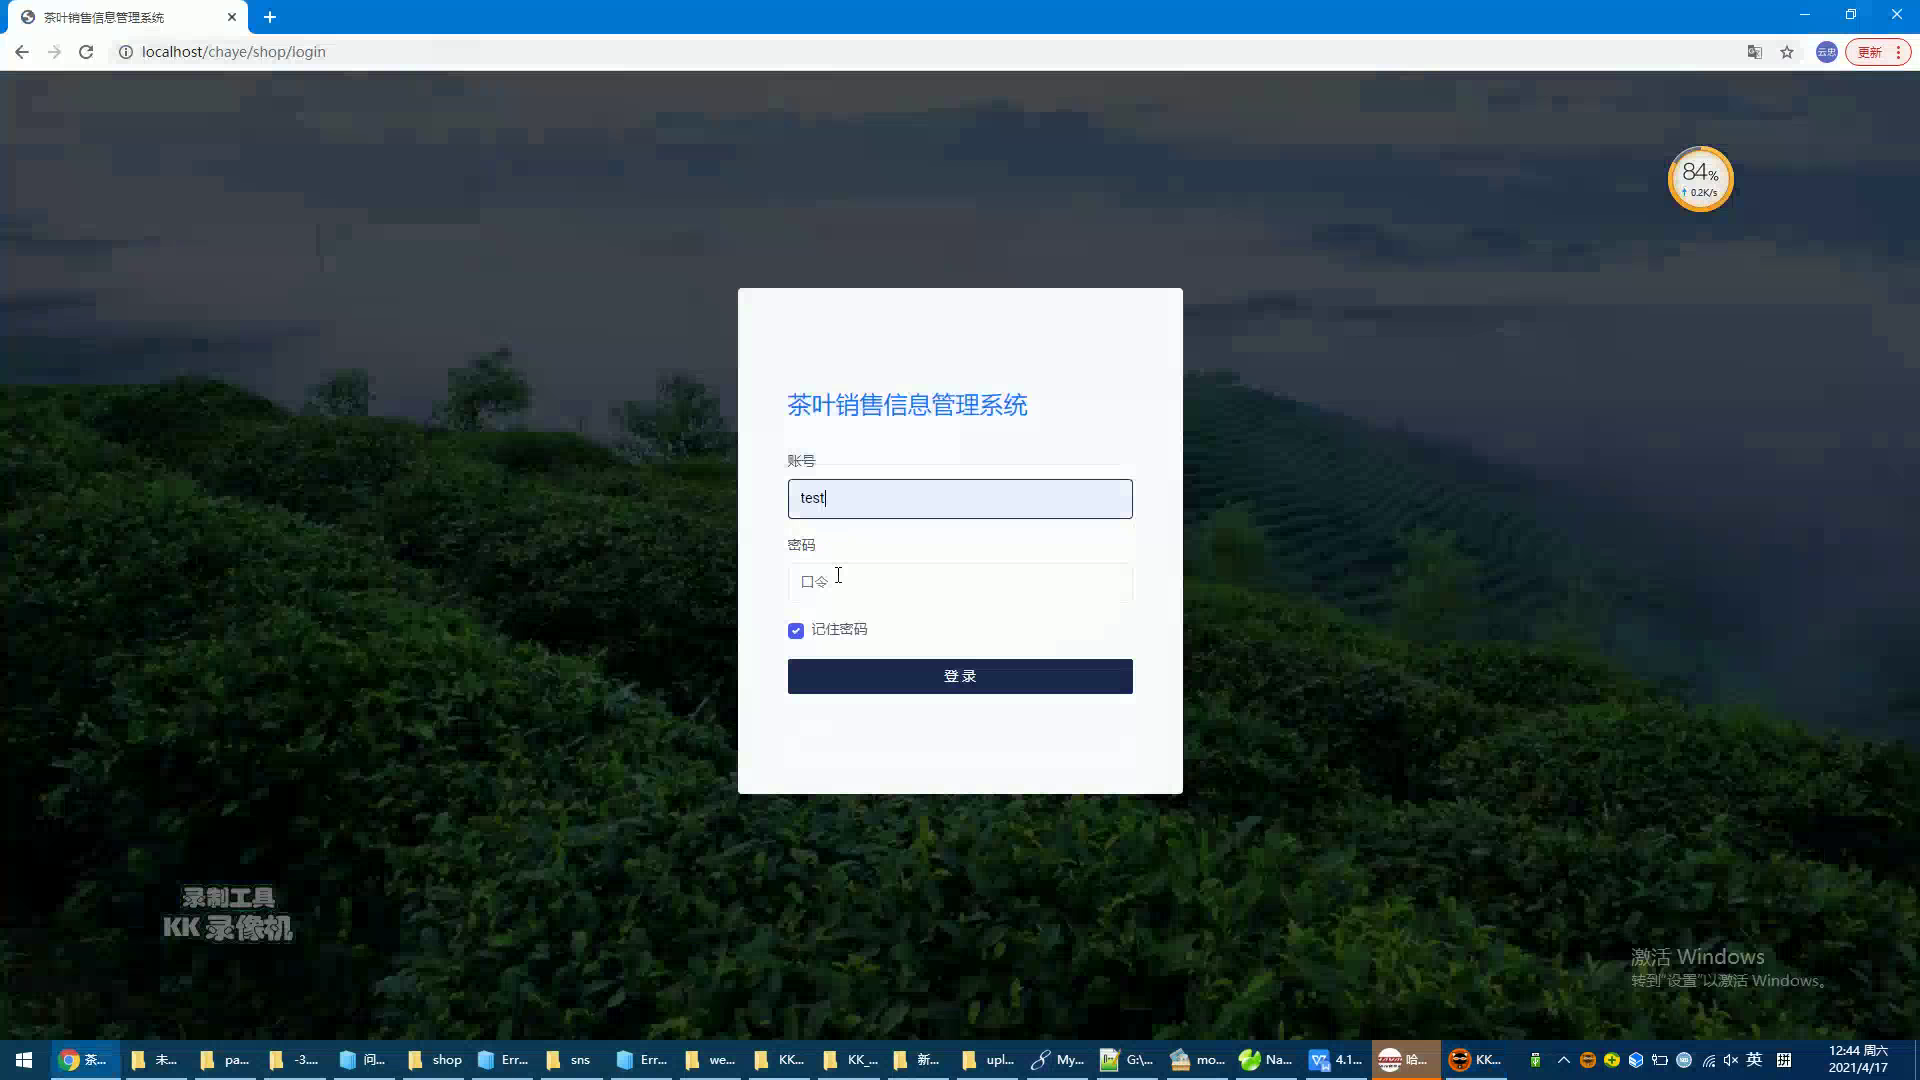 茶叶销售信息管理系统
localhost/chaye/shop/login
云忠
更新
84%
0.2K/s
茶叶销售信息管理系统
账号
test
密码
口令
记住密码
登录
录制工具
KK 录像机
激活 Windows
转到"设置"以激活 Windows。
茶...
未...
pa...
-3....
问...
shop
Err...
sns
Err...
we...
KK...
KK_...
新...
upl...
My...
G:\...
mo...
Na...
4.1...
哈...
KK...
英
拼
12:44 周六
2021/4/17